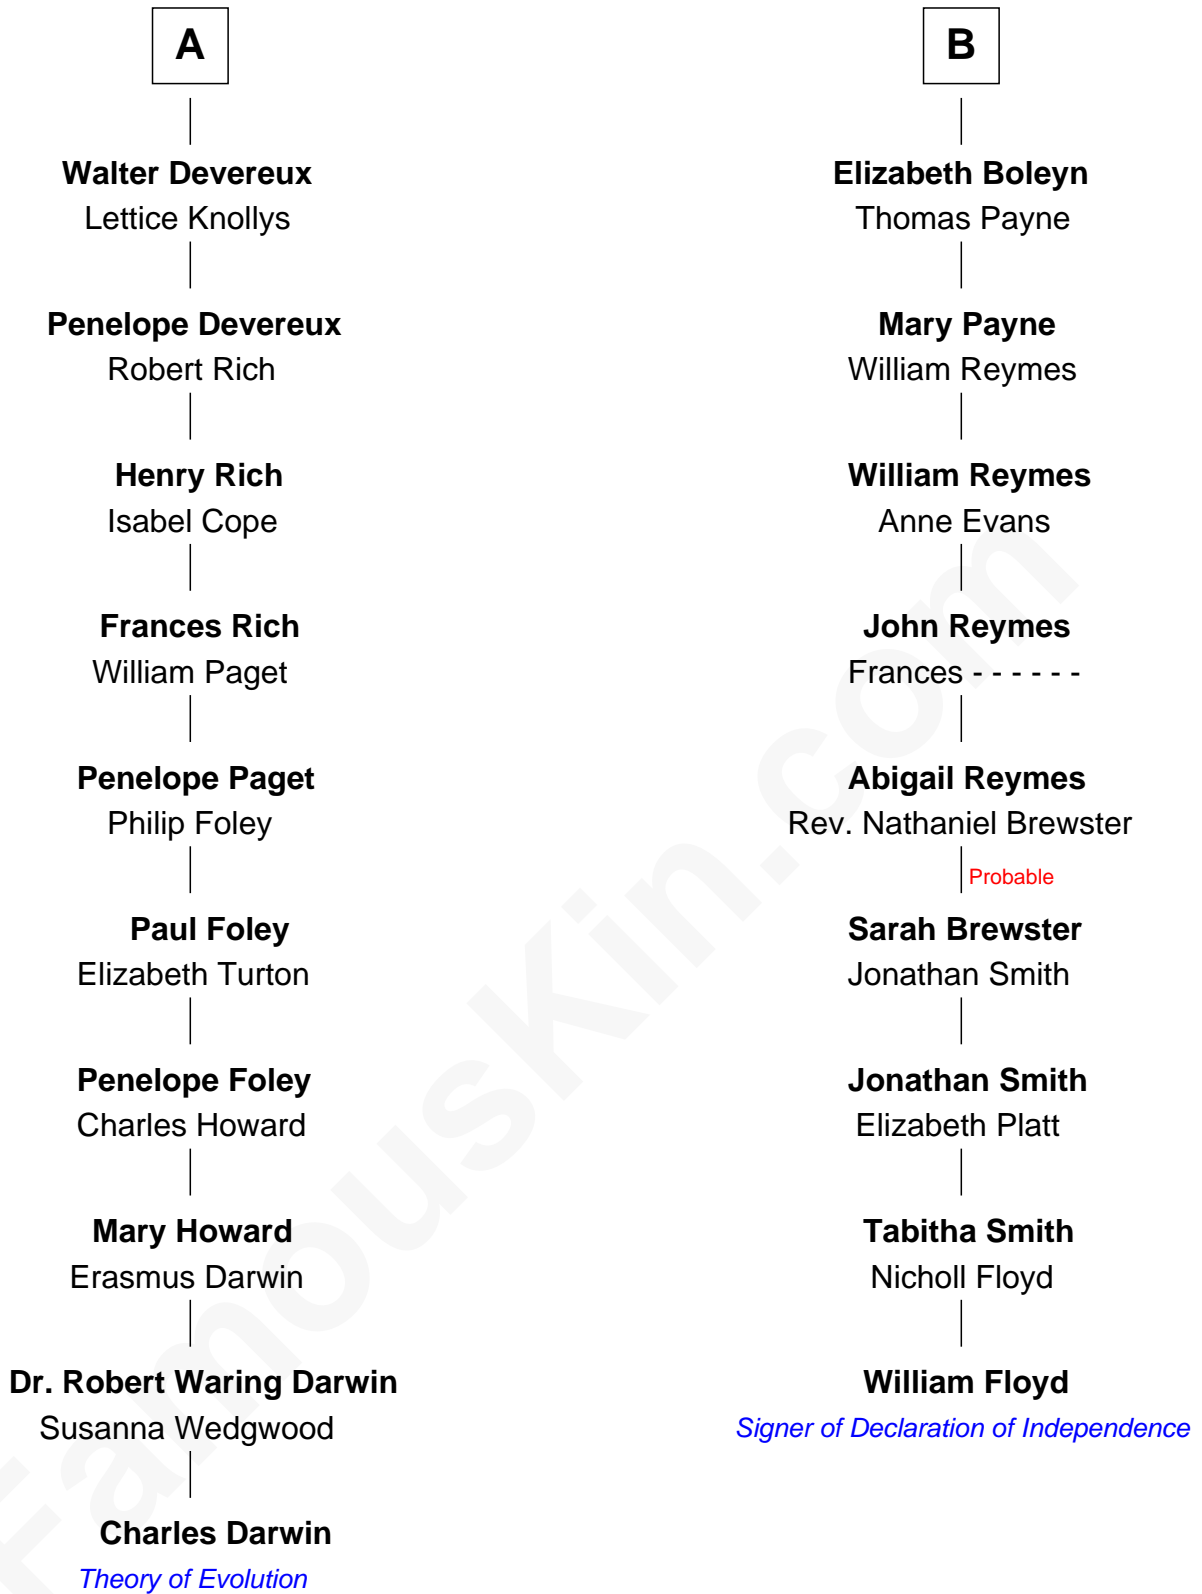 A
Walter Devereux
Lettice Knollys
Penelope Devereux
Robert Rich
Henry Rich
Isabel Cope
Frances Rich
William Paget
Penelope Paget
Philip Foley
Paul Foley
Elizabeth Turton
Penelope Foley
Charles Howard
Mary Howard
Erasmus Darwin
Dr. Robert Waring Darwin
Susanna Wedgwood
Charles Darwin
Theory of Evolution
B
Elizabeth Boleyn
Thomas Payne
Mary Payne
William Reymes
William Reymes
Anne Evans
John Reymes
Frances - - - - - -
Abigail Reymes
Rev. Nathaniel Brewster
Probable
Sarah Brewster
Jonathan Smith
Jonathan Smith
Elizabeth Platt
Tabitha Smith
Nicholl Floyd
William Floyd
Signer of Declaration of Independence
FamousKin.com